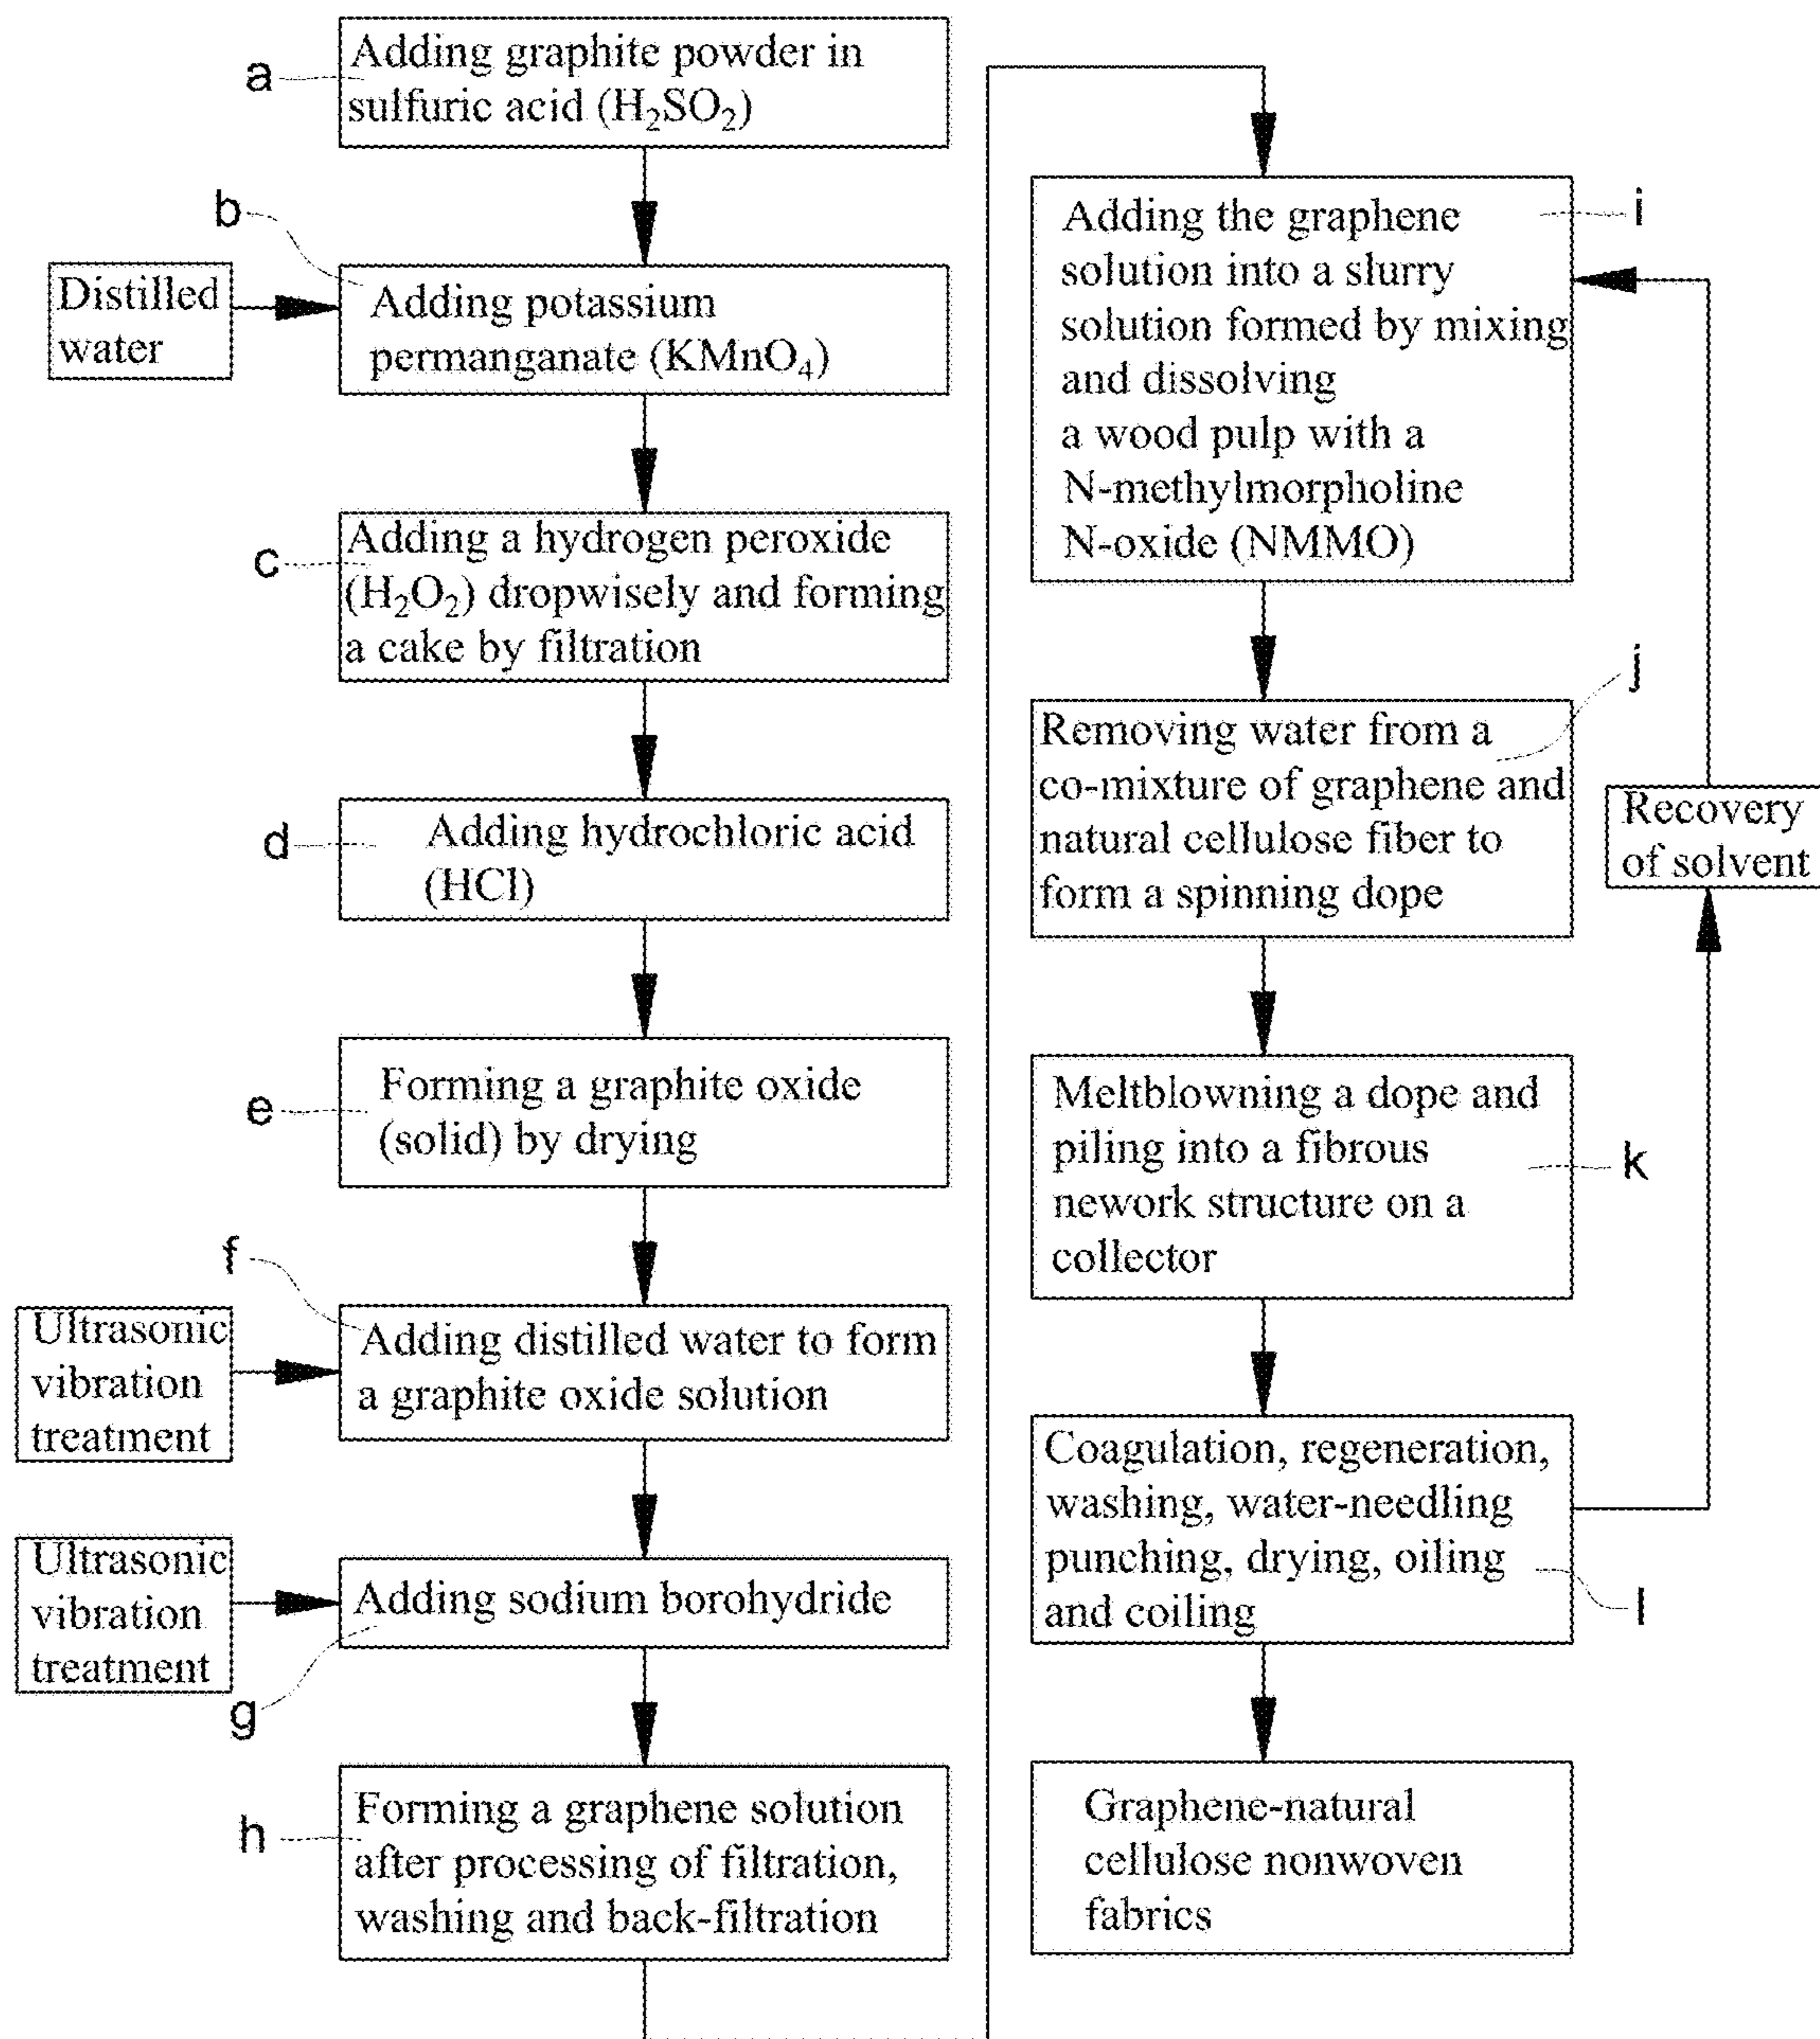 a
Adding graphite powder in
sulfuric acid (H₂SO₂)
b
Distilled
water
Adding potassium
permanganate (KMnO₄)
c
Adding a hydrogen peroxide
(H₂O₂) dropwisely and forming
a cake by filtration
d
Adding hydrochloric acid
(HCl)
e
Forming a graphite oxide
(solid) by drying
f
Ultrasonic
vibration
treatment
Adding distilled water to form
a graphite oxide solution
Ultrasonic
vibration
treatment
Adding sodium borohydride
g
h
Forming a graphene solution
after processing of filtration,
washing and back-filtration
Adding the graphene
solution into a slurry
solution formed by mixing
and dissolving
a wood pulp with a
N-methylmorpholine
N-oxide (NMMO)
i
j
Removing water from a
co-mixture of graphene and
natural cellulose fiber to
form a spinning dope
Recovery
of solvent
Meltblowning a dope and
piling into a fibrous
nework structure on a
collector
k
Coagulation, regeneration,
washing, water-needling
punching, drying, oiling
and coiling
l
Graphene-natural
cellulose nonwoven
fabrics